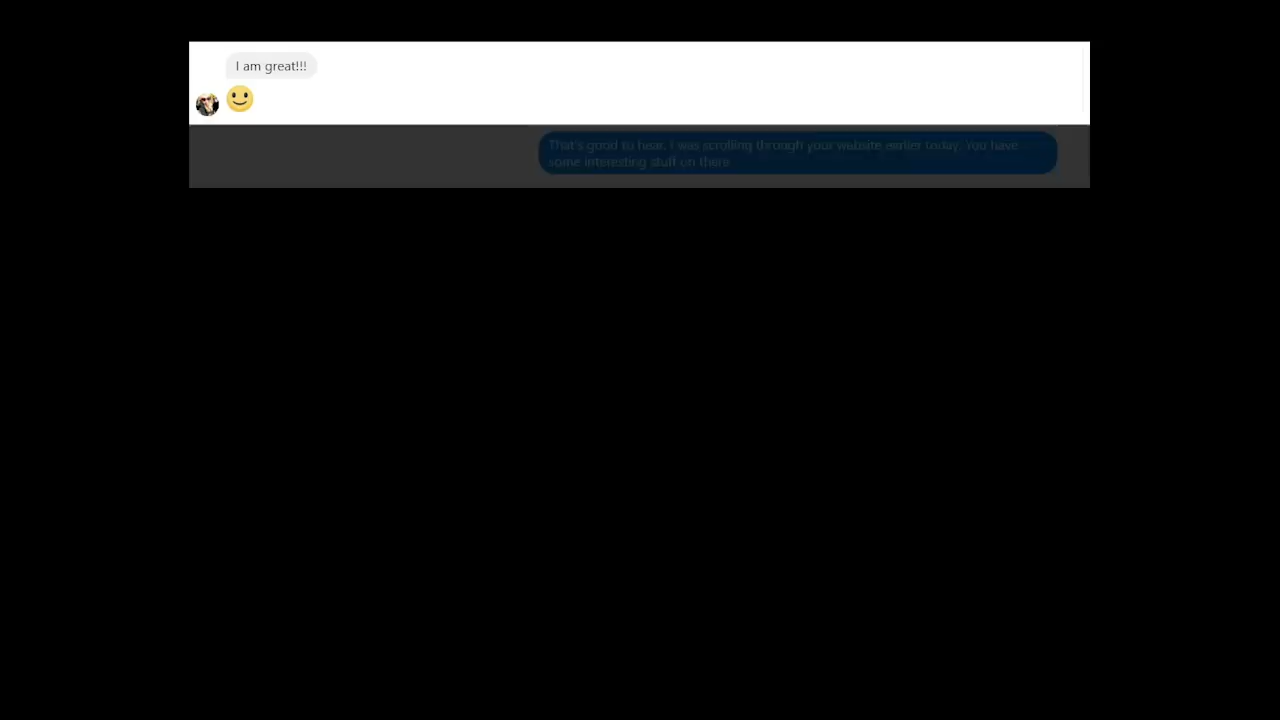 I am great!!!
That's good to hear. I was scrolling through your website earlier today. You have
some interesting stuff on there